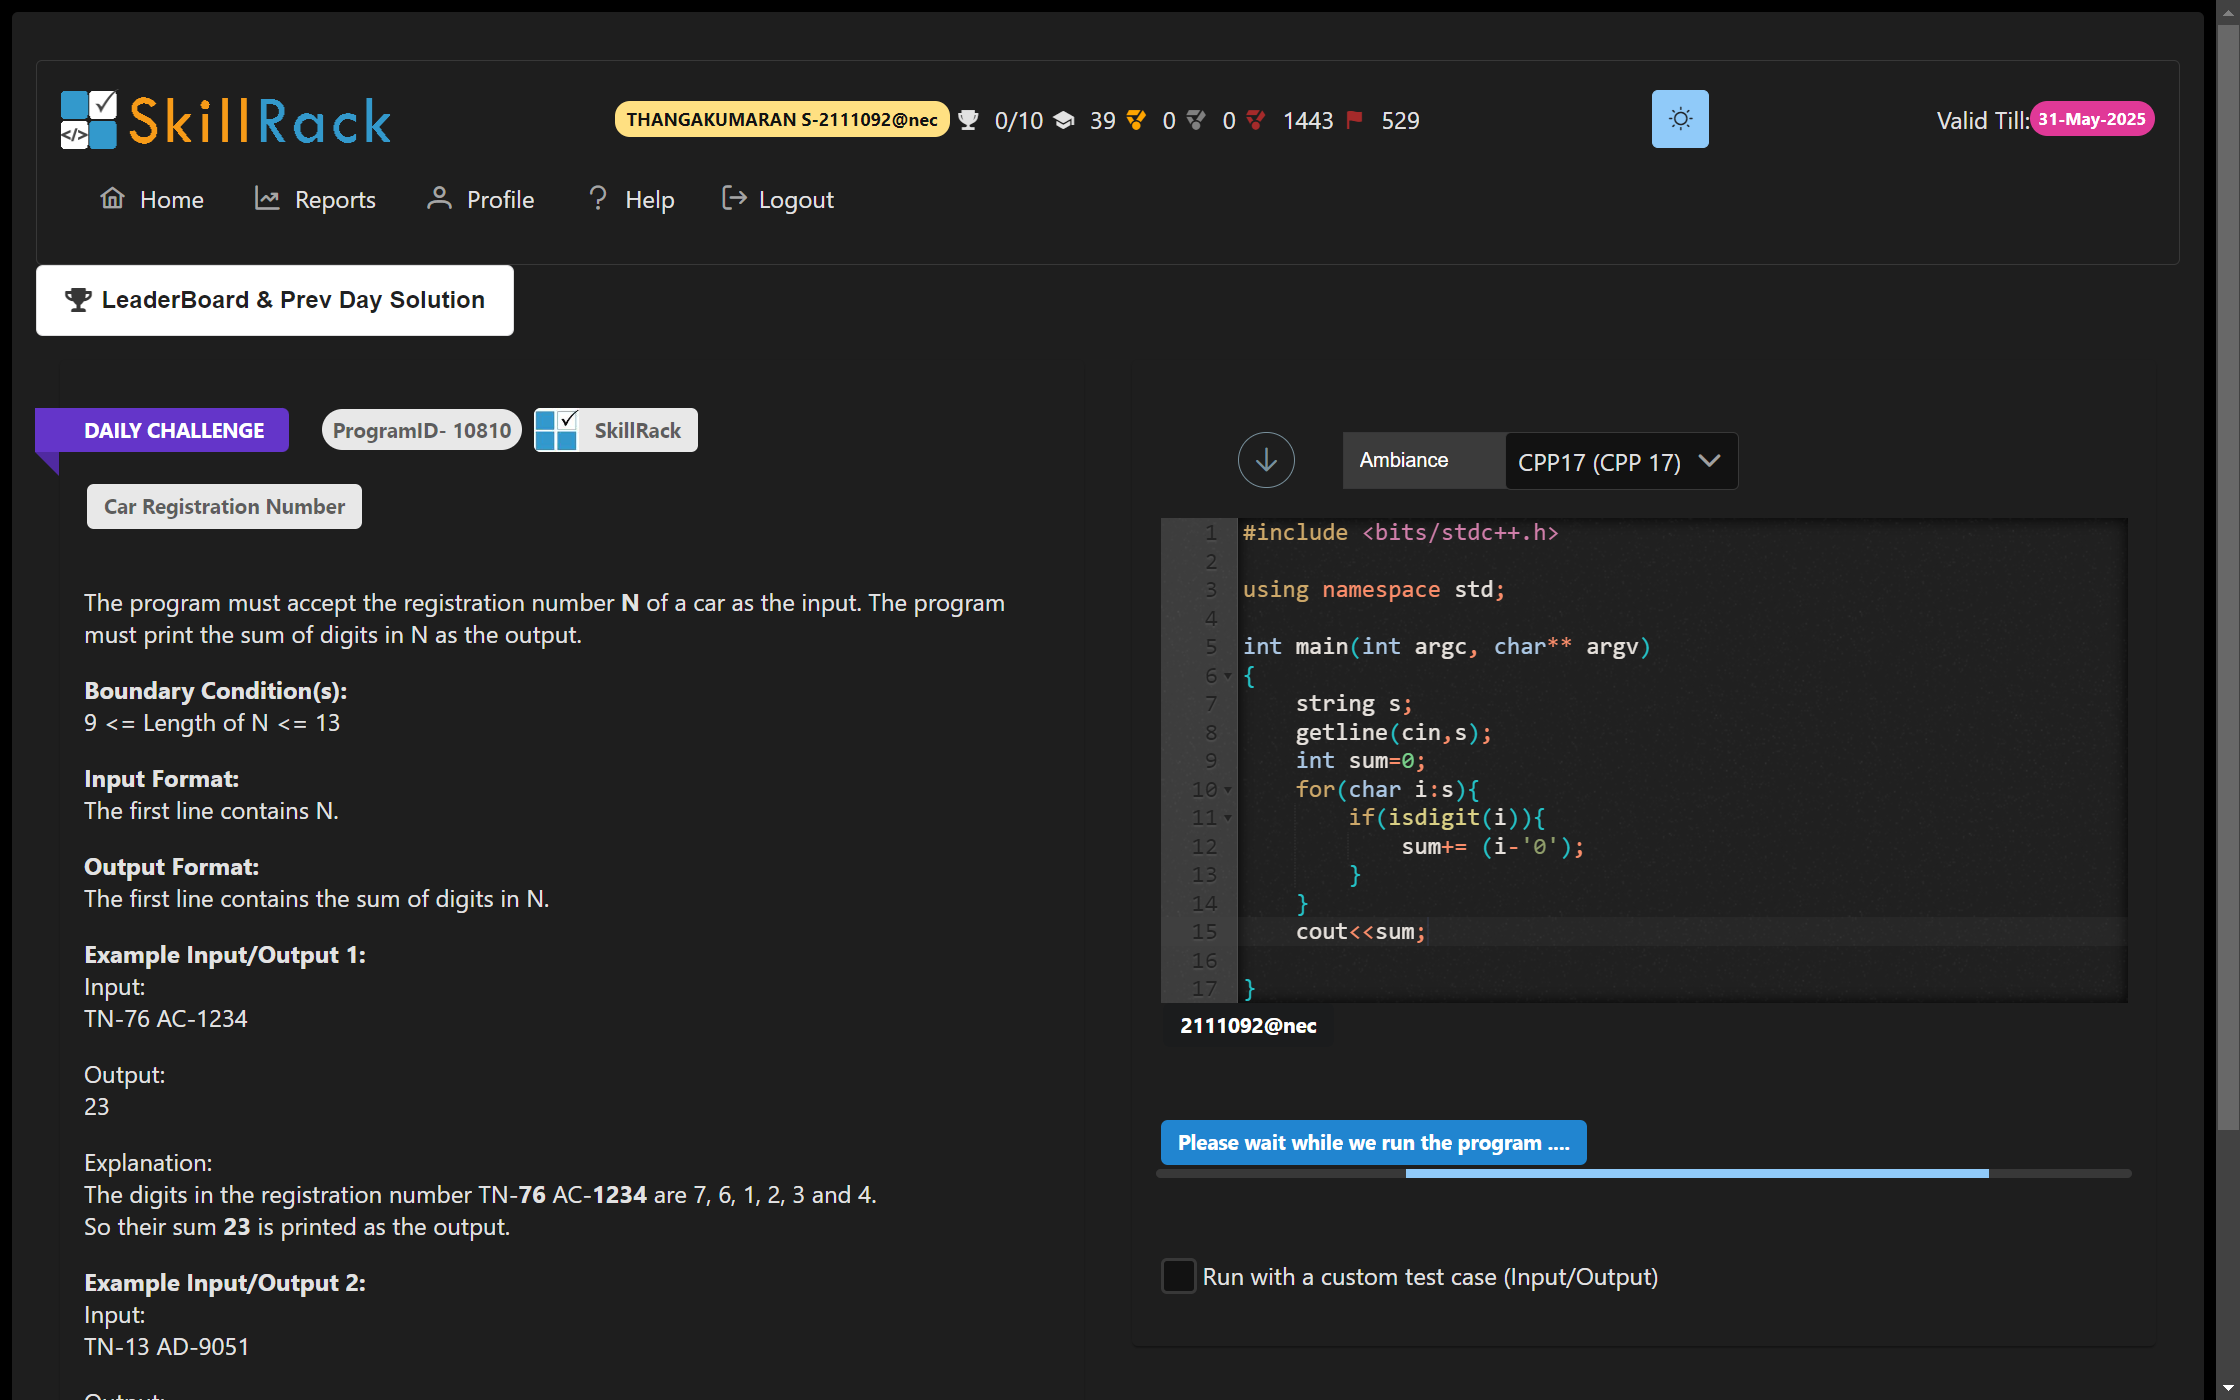 SkillRack
THANGAKUMARAN S-2111092@nec 0/10 39 0 0 1443 529
Valid Till: 31-May-2025
Home Reports Profile Help Logout
LeaderBoard & Prev Day Solution
DAILY CHALLENGE ProgramID- 10810 SkillRack
Car Registration Number
The program must accept the registration number N of a car as the input. The program
must print the sum of digits in N as the output.
Boundary Condition(s):
9 <= Length of N <= 13
Input Format:
The first line contains N.
Output Format:
The first line contains the sum of digits in N.
Example Input/Output 1:
Input:
TN-76 AC-1234
Output:
23
Explanation:
The digits in the registration number TN-76 AC-1234 are 7, 6, 1, 2, 3 and 4.
So their sum 23 is printed as the output.
Example Input/Output 2:
Input:
TN-13 AD-9051
Output:
Ambiance CPP17 (CPP 17)
1 #include <bits/stdc++.h>
2
3 using namespace std;
4
5 int main(int argc, char** argv)
6 {
7 string s;
8 getline(cin,s);
9 int sum=0;
10 for(char i:s){
11 if(isdigit(i)){
12 sum+= (i-'0');
13 }
14 }
15 cout<<sum;
16
17 }
2111092@nec
Please wait while we run the program ....
Run with a custom test case (Input/Output)